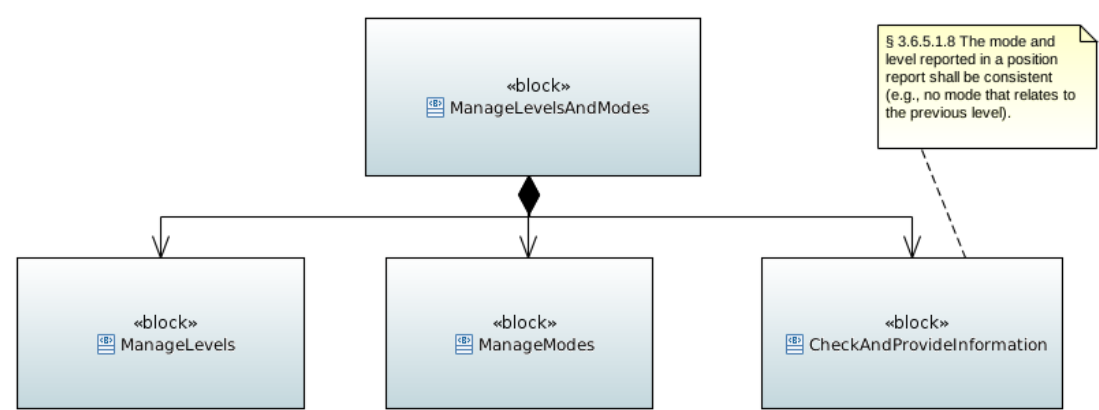 «block»
ManageLevelsAndModes
§ 3.6.5.1.8 The mode and
level reported in a position
report shall be consistent
(e.g., no mode that relates to
the previous level).
«block»
ManageLevels
«block»
ManageModes
«block»
CheckAndProvideInformation